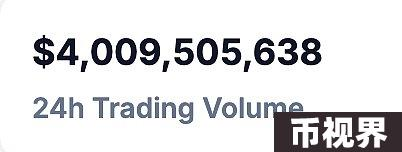 $4,009,505,638
24h Trading Volume
币视界